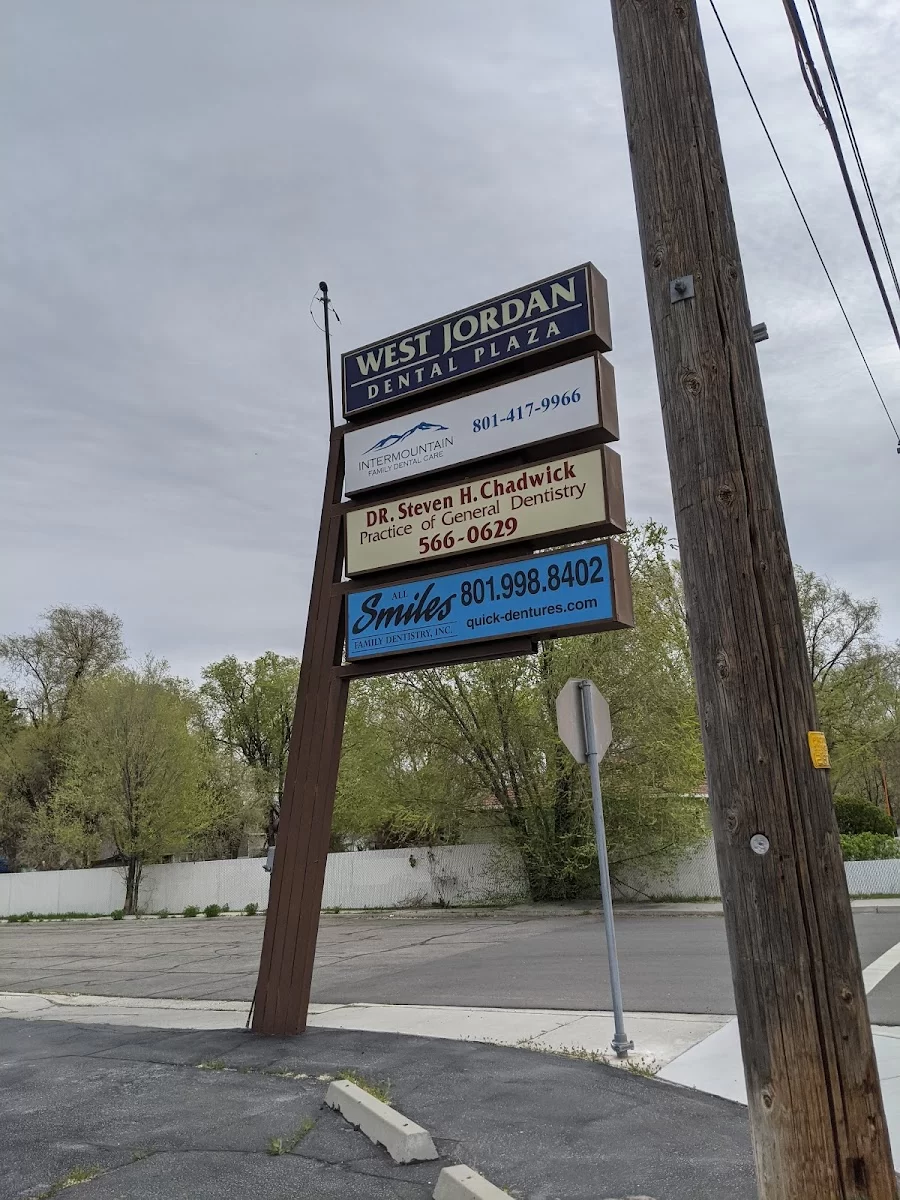 WEST JORDAN
DENTAL PLAZA
INTERMOUNTAIN
FAMILY DENTAL CARE
801-417-9966
DR. Steven H. Chadwick
Practice of General Dentistry
566-0629
ALL
Smiles
FAMILY DENTISTRY, INC.
801.998.8402
quick-dentures.com